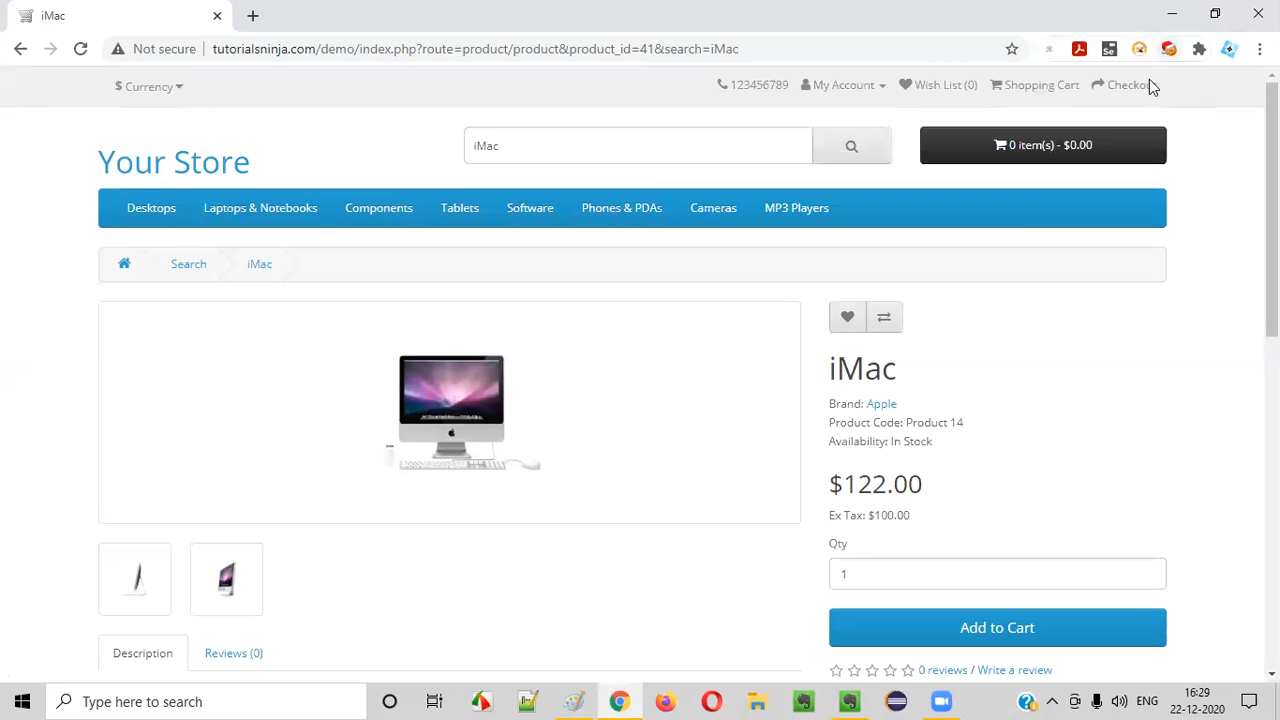 iMac
Not secure
tutorialsninja.com/demo/index.php?route=product/product&product_id=41&search=iMac
$ Currency
123456789
My Account
Wish List (0)
Shopping Cart
Checkout
Your Store
iMac
0 item(s) - $0.00
Desktops
Laptops & Notebooks
Components
Tablets
Software
Phones & PDAs
Cameras
MP3 Players
Search
iMac
iMac
Brand: Apple
Product Code: Product 14
Availability: In Stock
$122.00
Ex Tax: $100.00
Qty
1
Add to Cart
Description
Reviews (0)
0 reviews / Write a review
Type here to search
ENG
16:29
22-12-2020